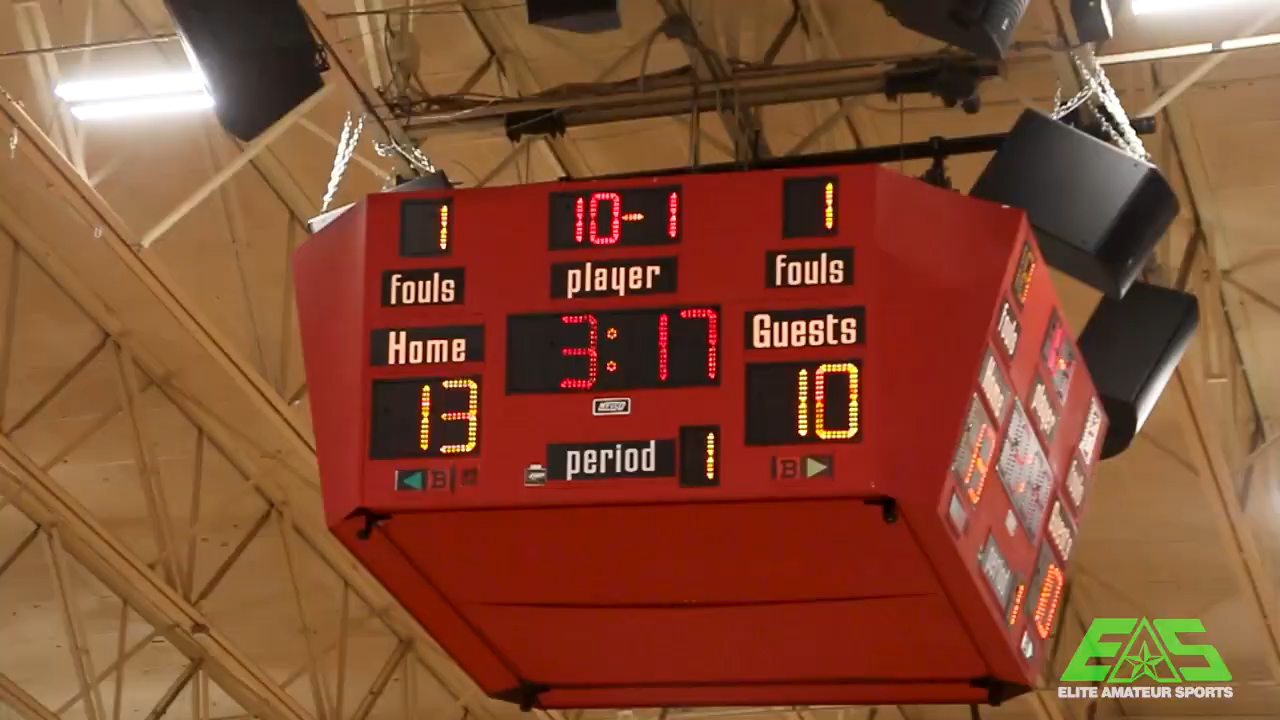 1 10-1 1
fouls player fouls
Home 3:17 Guests
13 10
B period 1 B
EAS
ELITE AMATEUR SPORTS